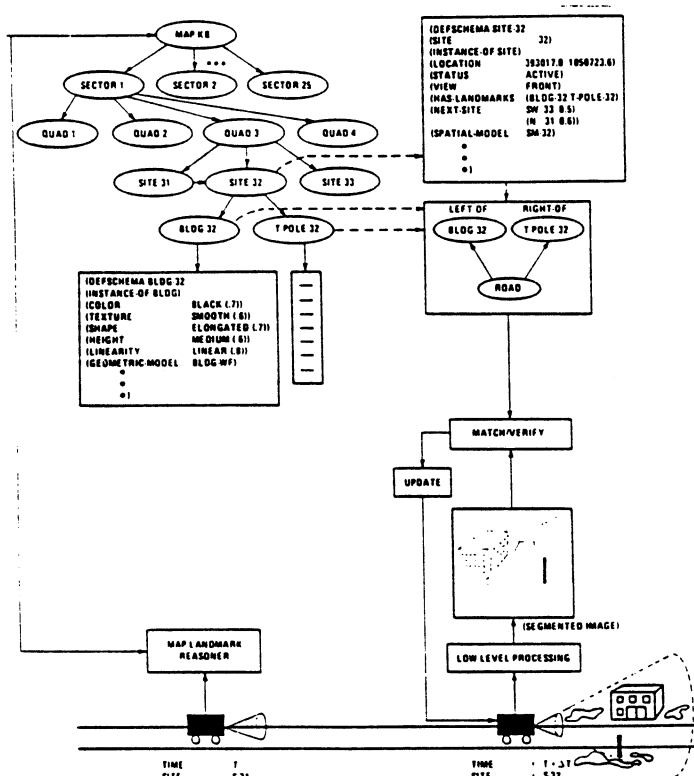 MAP KB
SECTOR 1
SECTOR 2
SECTOR 25
QUAD 1
QUAD 2
QUAD 3
QUAD 4
SITE 31
SITE 32
SITE 33
BLDG 32
T POLE 32
(DEFSCHEMA SITE-32
(SITE 32)
(INSTANCE-OF SITE)
(LOCATION 393017.0 1050723.6)
(STATUS ACTIVE)
(VIEW FRONT)
(HAS-LANDMARKS (BLDG-32 T-POLE-32)
(NEXT-SITE SW 33 0.5)
(N 31 0.6))
(SPATIAL-MODEL SM-32)
)
LEFT OF RIGHT-OF
BLDG 32 T POLE 32
ROAD
(DEFSCHEMA BLDG 32
(INSTANCE-OF BLDG)
(COLOR BLACK (.7))
(TEXTURE SMOOTH (.6))
(SHAPE ELONGATED (.7))
(HEIGHT MEDIUM (.6))
(LINEARITY LINEAR (.8))
(GEOMETRIC-MODEL BLDG-WF)
)
MATCH/VERIFY
UPDATE
(SEGMENTED IMAGE)
MAP LANDMARK
REASONER
LOW LEVEL PROCESSING
TIME T
SITE S-31
TIME T
SITE S-32